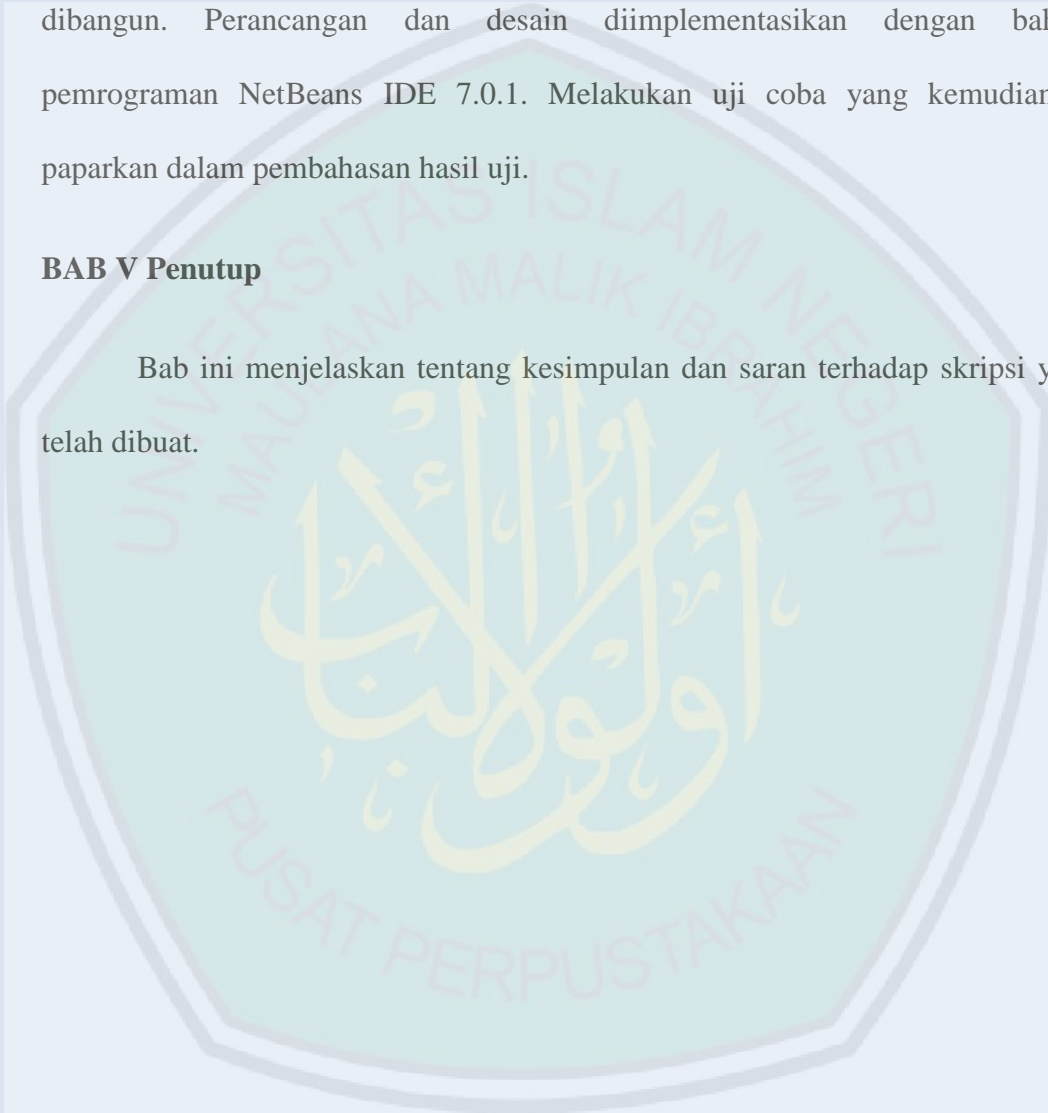 dibangun. Perancangan dan desain diimplementasikan dengan
pemrograman NetBeans IDE 7.0.1. Melakukan uji coba yang kemudian
paparkan dalam pembahasan hasil uji.
BAB V Penutup
Bab ini menjelaskan tentang kesimpulan dan saran terhadap skripsi
telah dibuat.
UNIVERSITAS ISLAM NEGERI
MAULANA MALIK IBRAHIM
أولوا الألباب
PUSAT PERPUSTAKAAN